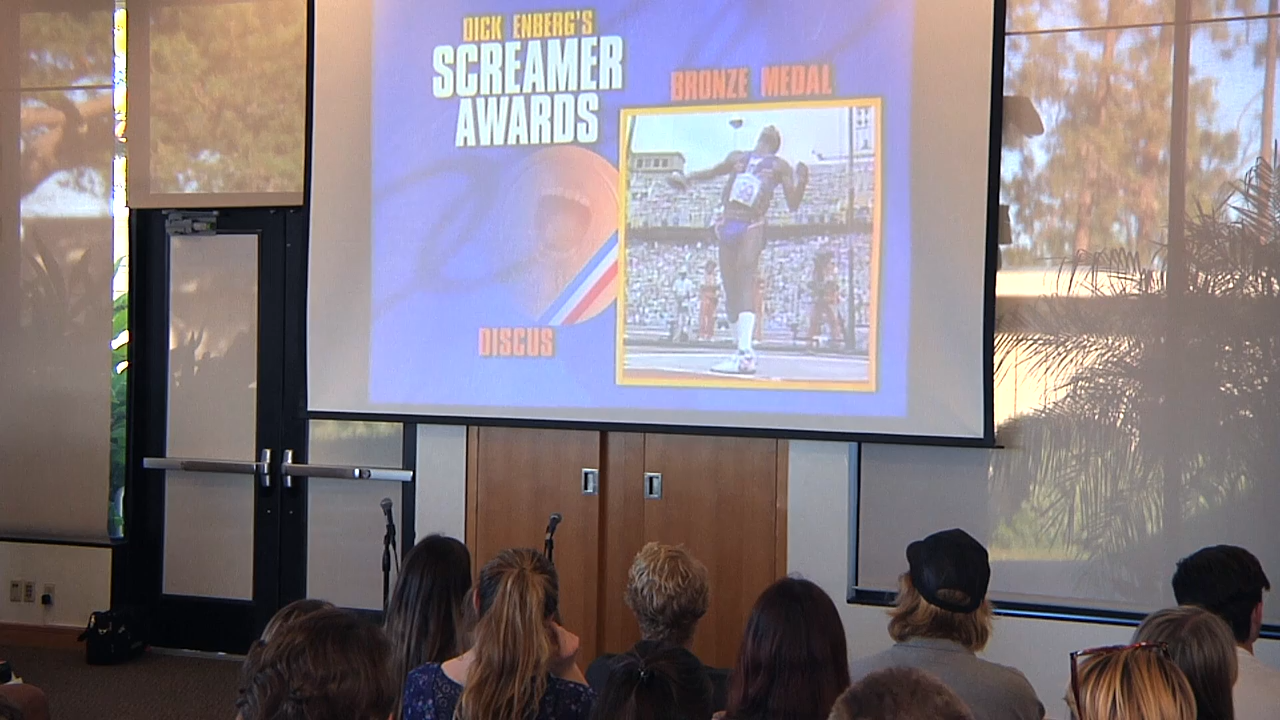 DICK ENBERG'S
SCREAMER
AWARDS
BRONZE MEDAL
DISCUS